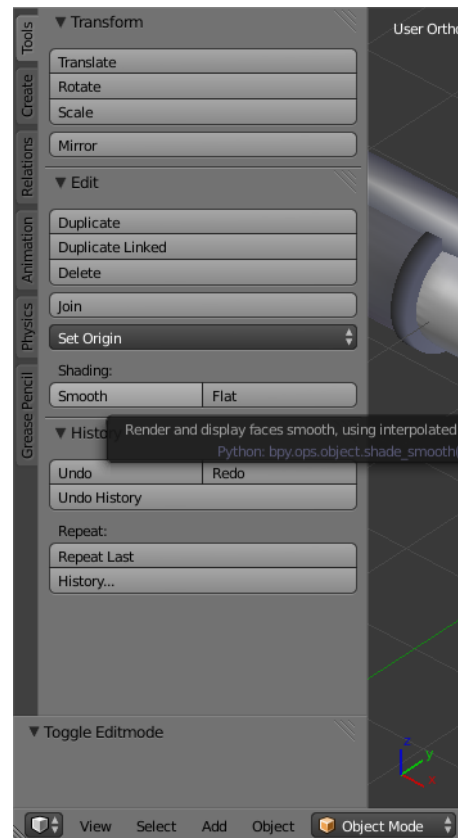 Tools
Create
Relations
Animation
Physics
Grease Pencil
Transform
Translate
Rotate
Scale
Mirror
Edit
Duplicate
Duplicate Linked
Delete
Join
Set Origin
Shading:
Smooth Flat
Histo
Render and display faces smooth, using interpolated
Python: bpy.ops.object.shade_smooth(
Undo Redo
Undo History
Repeat:
Repeat Last
History...
Toggle Editmode
User Ortho
z
y
x
View Select Add Object Object Mode